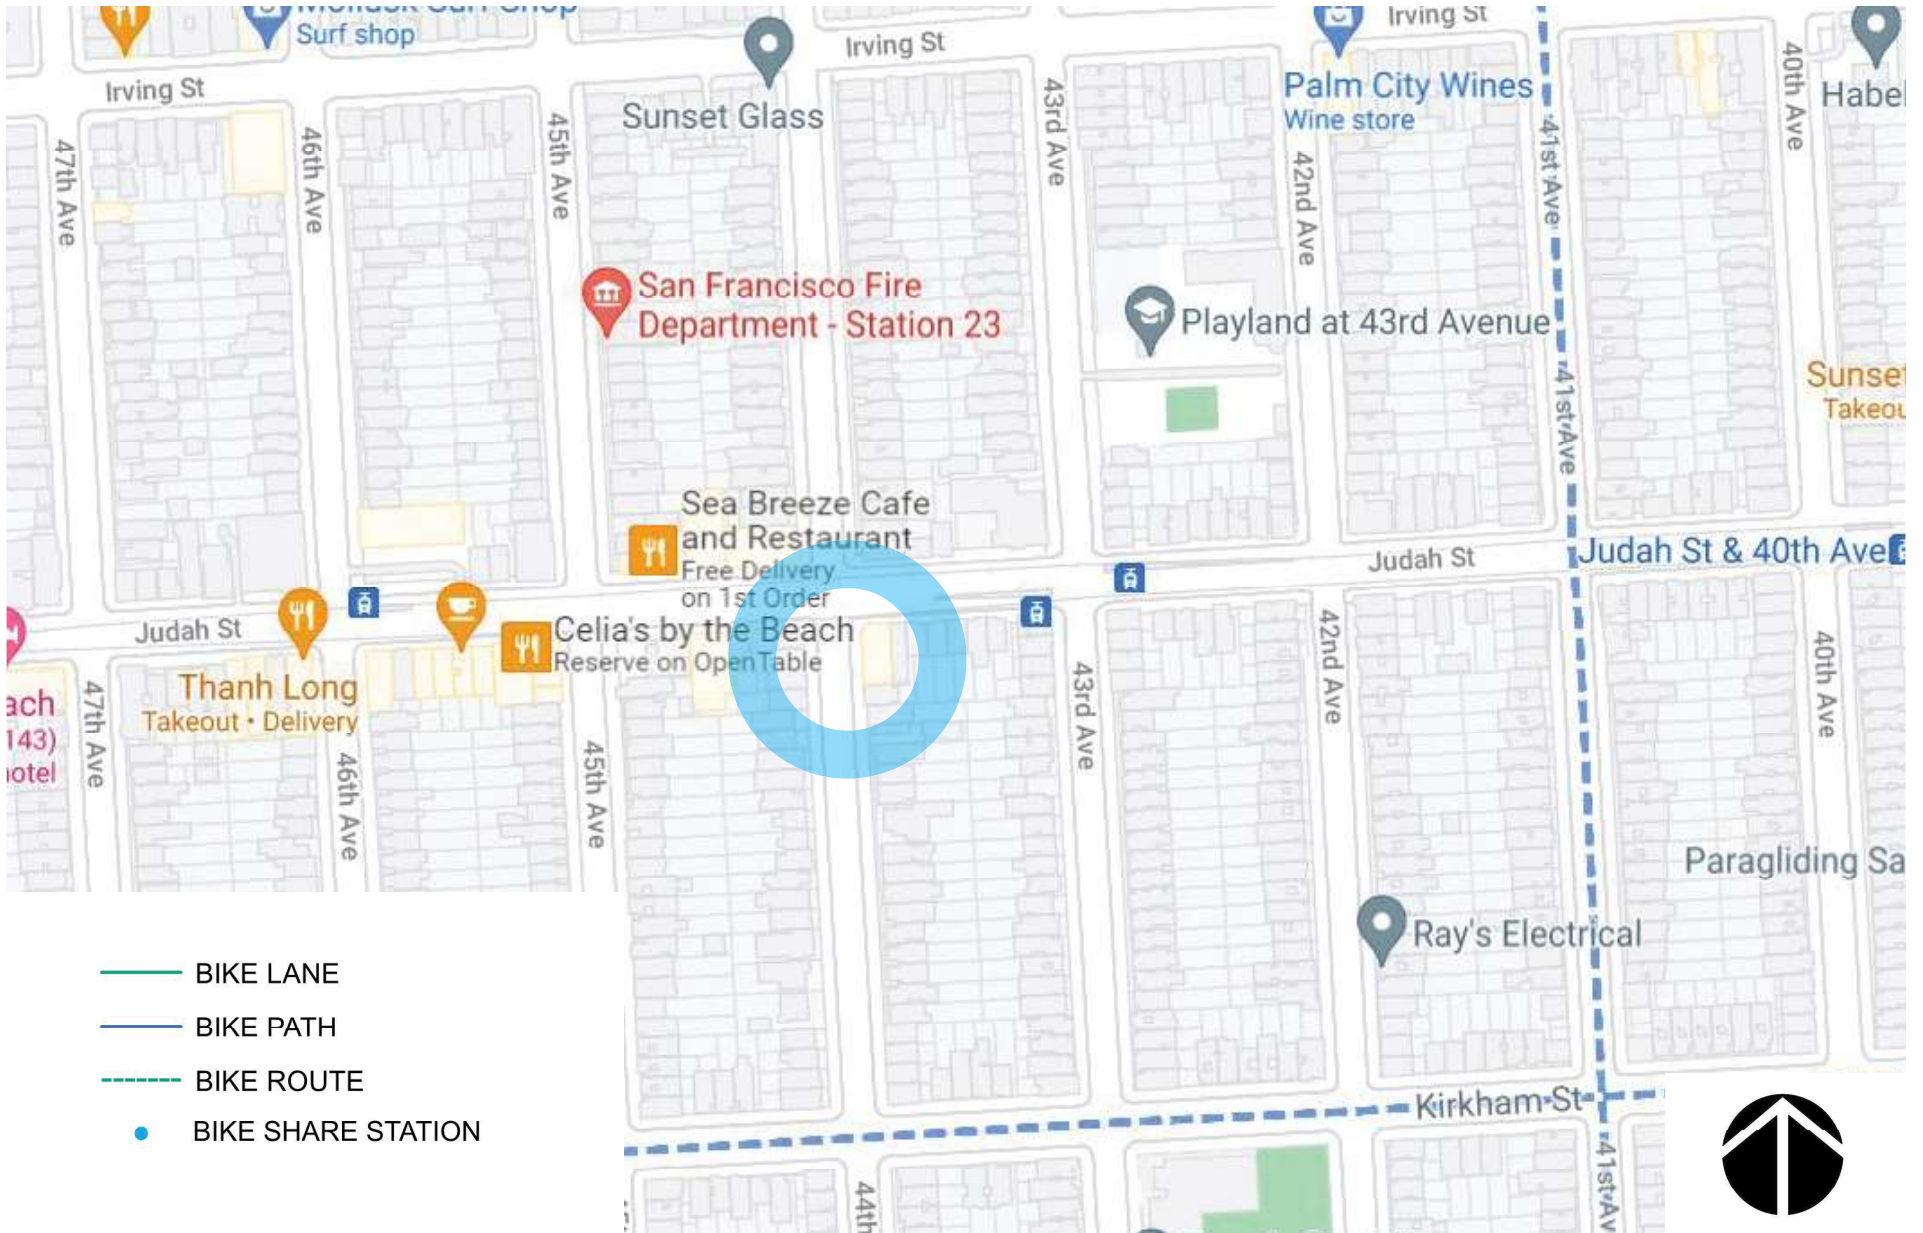 Surf shop
Irving St
Irving St
Irving St
Sunset Glass
Palm City Wines
Wine store
47th Ave
46th Ave
45th Ave
43rd Ave
42nd Ave
41st Ave
40th Ave
San Francisco Fire
Department - Station 23
Playland at 43rd Avenue
41st Ave
Sea Breeze Cafe
and Restaurant
Free Delivery
on 1st Order
Celia's by the Beach
Reserve on OpenTable
Judah St
Judah St & 40th Ave
Judah St
Thanh Long
Takeout • Delivery
ach
143)
otel
47th Ave
46th Ave
45th Ave
43rd Ave
42nd Ave
40th Ave
Paragliding Sa
Ray's Electrical
Kirkham St
44th
41st Av
BIKE LANE
BIKE PATH
BIKE ROUTE
BIKE SHARE STATION